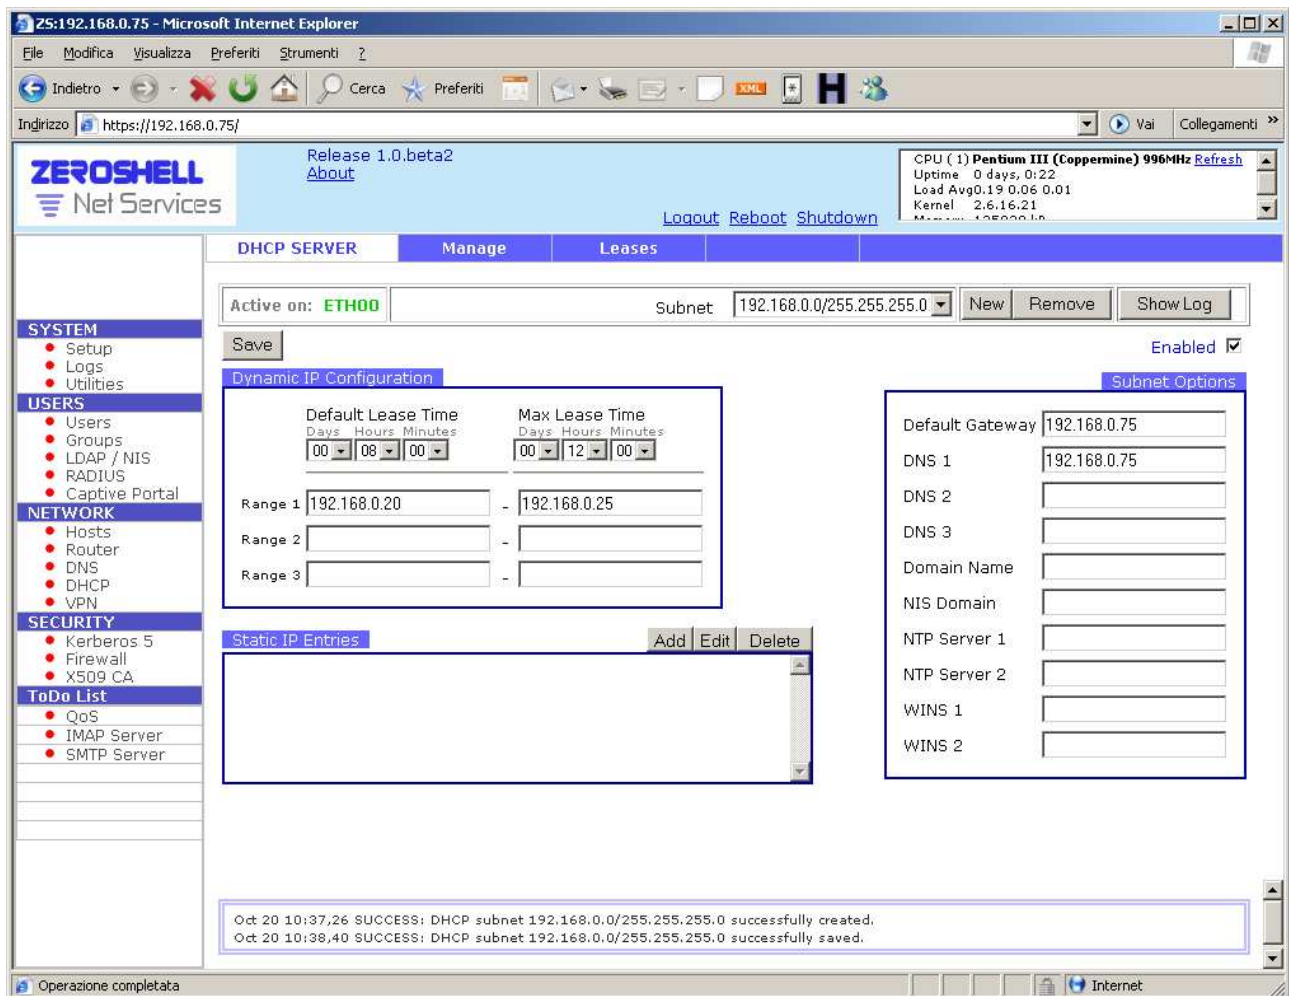 ZS:192.168.0.75 - Microsoft Internet Explorer
File Modifica Visualizza Preferiti Strumenti ?
Indietro Cerca Preferiti XML H
Indirizzo https://192.168.0.75/ Vai Collegamenti »
ZEROSHELL
Net Services
Release 1.0.beta2
About
Logout Reboot Shutdown
CPU ( 1) Pentium III (Coppermine) 996MHz Refresh
Uptime 0 days, 0:22
Load Avg0.19 0.06 0.01
Kernel 2.6.16.21
DHCP SERVER Manage Leases
Active on: ETH00 Subnet 192.168.0.0/255.255.255.0 New Remove Show Log
Save Enabled
SYSTEM
Setup
Logs
Utilities
USERS
Users
Groups
LDAP / NIS
RADIUS
Captive Portal
NETWORK
Hosts
Router
DNS
DHCP
VPN
SECURITY
Kerberos 5
Firewall
X509 CA
ToDo List
QoS
IMAP Server
SMTP Server
Dynamic IP Configuration
Default Lease Time Max Lease Time
Days Hours Minutes Days Hours Minutes
00 08 00 00 12 00
Range 1 192.168.0.20 - 192.168.0.25
Range 2 -
Range 3 -
Static IP Entries Add Edit Delete
Subnet Options
Default Gateway 192.168.0.75
DNS 1 192.168.0.75
DNS 2
DNS 3
Domain Name
NIS Domain
NTP Server 1
NTP Server 2
WINS 1
WINS 2
Oct 20 10:37,26 SUCCESS: DHCP subnet 192.168.0.0/255.255.255.0 successfully created.
Oct 20 10:38,40 SUCCESS: DHCP subnet 192.168.0.0/255.255.255.0 successfully saved.
Operazione completata Internet